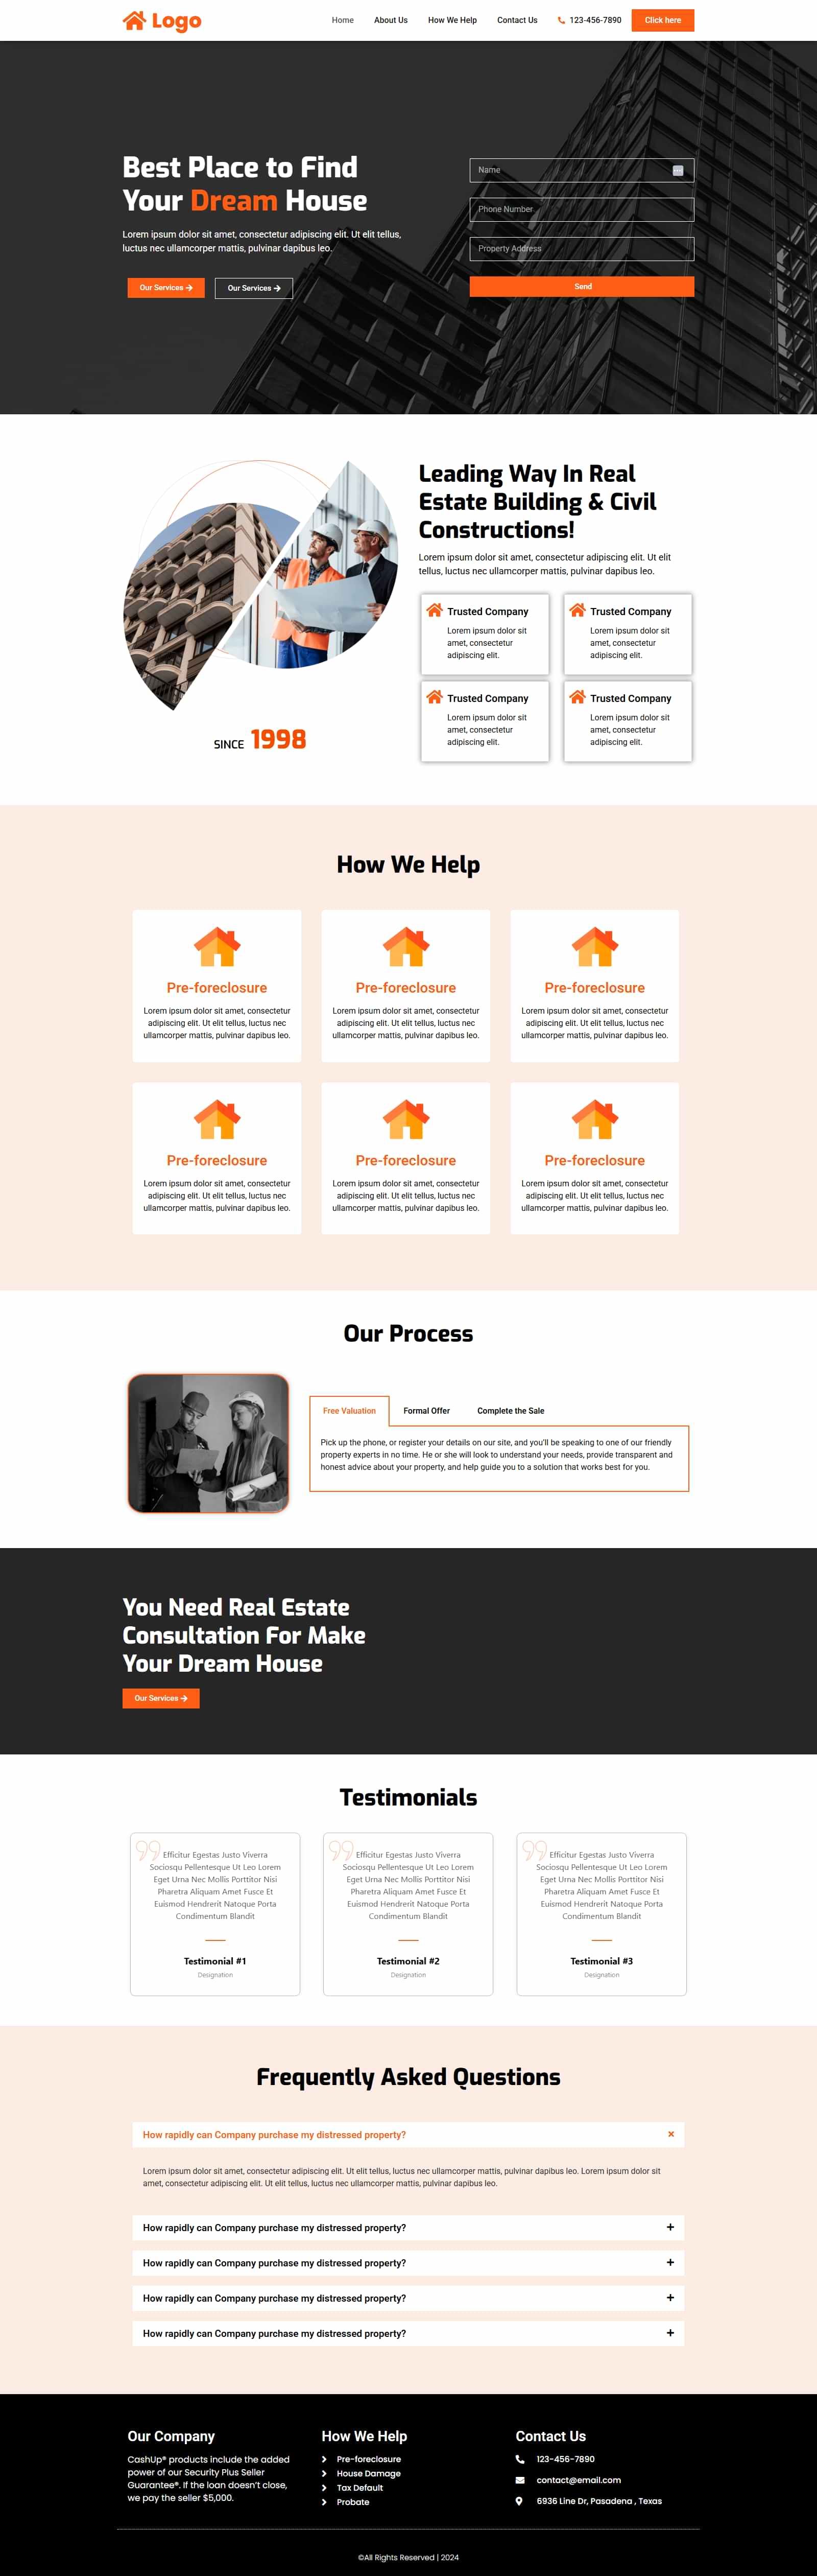 Logo
Home About Us How We Help Contact Us 123-456-7890 Click here
Best Place to Find
Your Dream House
Lorem ipsum dolor sit amet, consectetur adipiscing elit. Ut elit tellus,
luctus nec ullamcorper mattis, pulvinar dapibus leo.
Our Services Our Services
Name
Phone Number
Property Address
Send
SINCE 1998
Leading Way In Real
Estate Building & Civil
Constructions!
Lorem ipsum dolor sit amet, consectetur adipiscing elit. Ut elit
tellus, luctus nec ullamcorper mattis, pulvinar dapibus leo.
Trusted Company
Lorem ipsum dolor sit
amet, consectetur
adipiscing elit.
Trusted Company
Lorem ipsum dolor sit
amet, consectetur
adipiscing elit.
Trusted Company
Lorem ipsum dolor sit
amet, consectetur
adipiscing elit.
Trusted Company
Lorem ipsum dolor sit
amet, consectetur
adipiscing elit.
How We Help
Pre-foreclosure
Lorem ipsum dolor sit amet, consectetur
adipiscing elit. Ut elit tellus, luctus nec
ullamcorper mattis, pulvinar dapibus leo.
Pre-foreclosure
Lorem ipsum dolor sit amet, consectetur
adipiscing elit. Ut elit tellus, luctus nec
ullamcorper mattis, pulvinar dapibus leo.
Pre-foreclosure
Lorem ipsum dolor sit amet, consectetur
adipiscing elit. Ut elit tellus, luctus nec
ullamcorper mattis, pulvinar dapibus leo.
Pre-foreclosure
Lorem ipsum dolor sit amet, consectetur
adipiscing elit. Ut elit tellus, luctus nec
ullamcorper mattis, pulvinar dapibus leo.
Pre-foreclosure
Lorem ipsum dolor sit amet, consectetur
adipiscing elit. Ut elit tellus, luctus nec
ullamcorper mattis, pulvinar dapibus leo.
Pre-foreclosure
Lorem ipsum dolor sit amet, consectetur
adipiscing elit. Ut elit tellus, luctus nec
ullamcorper mattis, pulvinar dapibus leo.
Our Process
Free Valuation Formal Offer Complete the Sale
Pick up the phone, or register your details on our site, and you'll be speaking to one of our friendly
property experts in no time. He or she will look to understand your needs, provide transparent and
honest advice about your property, and help guide you to a solution that works best for you.
You Need Real Estate
Consultation For Make
Your Dream House
Our Services
Testimonials
Efficitur Egestas Justo Viverra
Sociosqu Pellentesque Ut Leo Lorem
Eget Urna Nec Mollis Porttitor Nisi
Pharetra Aliquam Amet Fusce Et
Euismod Hendrerit Natoque Porta
Condimentum Blandit
Testimonial #1
Designation
Efficitur Egestas Justo Viverra
Sociosqu Pellentesque Ut Leo Lorem
Eget Urna Nec Mollis Porttitor Nisi
Pharetra Aliquam Amet Fusce Et
Euismod Hendrerit Natoque Porta
Condimentum Blandit
Testimonial #2
Designation
Efficitur Egestas Justo Viverra
Sociosqu Pellentesque Ut Leo Lorem
Eget Urna Nec Mollis Porttitor Nisi
Pharetra Aliquam Amet Fusce Et
Euismod Hendrerit Natoque Porta
Condimentum Blandit
Testimonial #3
Designation
Frequently Asked Questions
How rapidly can Company purchase my distressed property?
Lorem ipsum dolor sit amet, consectetur adipiscing elit. Ut elit tellus, luctus nec ullamcorper mattis, pulvinar dapibus leo. Lorem ipsum dolor sit
amet, consectetur adipiscing elit. Ut elit tellus, luctus nec ullamcorper mattis, pulvinar dapibus leo.
How rapidly can Company purchase my distressed property?
How rapidly can Company purchase my distressed property?
How rapidly can Company purchase my distressed property?
How rapidly can Company purchase my distressed property?
Our Company
CashUp® products include the added
power of our Security Plus Seller
Guarantee®. If the loan doesn't close,
we pay the seller $5,000.
How We Help
Pre-foreclosure
House Damage
Tax Default
Probate
Contact Us
123-456-7890
contact@email.com
6936 Line Dr, Pasadena , Texas
©All Rights Reserved | 2024